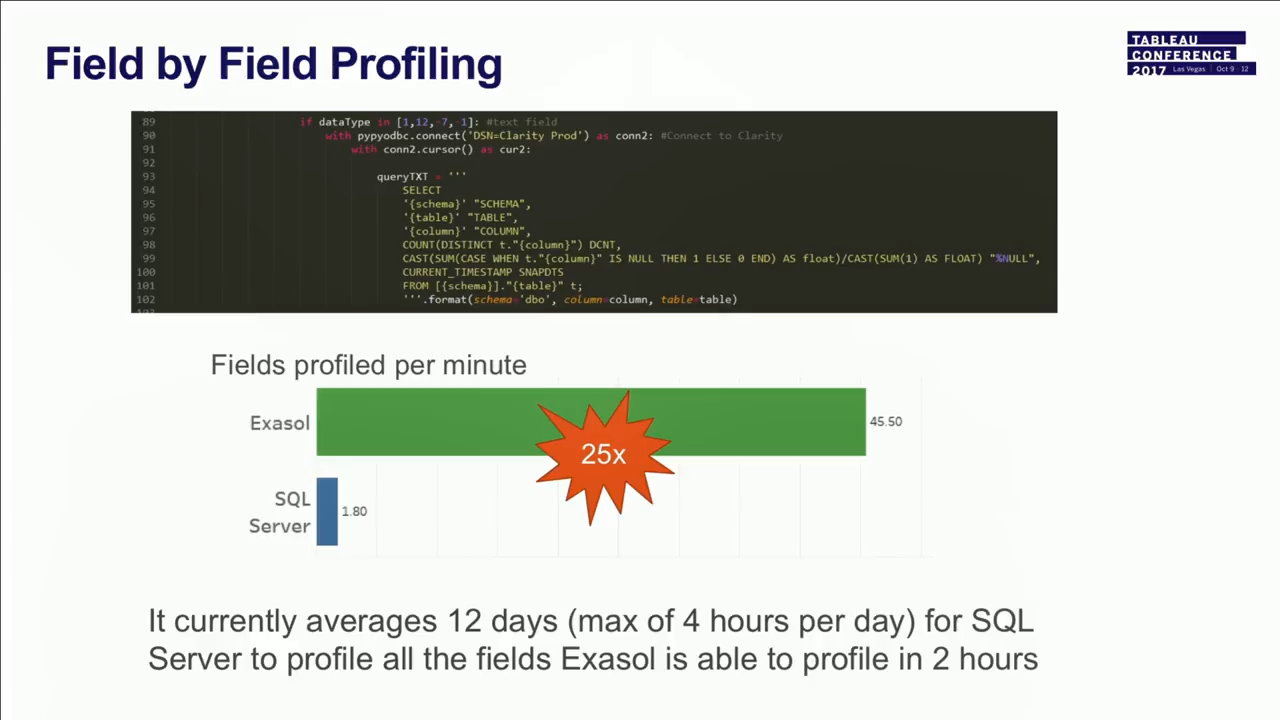 Field by Field Profiling
TABLEAU
CONFERENCE
2017 Las Vegas | Oct 9 - 12
89 if dataType in [1,12,-7,-1]: #text field
90 with pypyodbc.connect('DSN=Clarity Prod') as conn2: #Connect to Clarity
91 with conn2.cursor() as cur2:
92
93 queryTXT = '''
94 SELECT
95 '{schema}' "SCHEMA",
96 '{table}' "TABLE",
97 '{column}' "COLUMN",
98 COUNT(DISTINCT t."{column}") DCNT,
99 CAST(SUM(CASE WHEN t."{column}" IS NULL THEN 1 ELSE 0 END) AS float)/CAST(SUM(1) AS FLOAT) "%NULL",
100 CURRENT_TIMESTAMP SNAPDTS
101 FROM [{schema}]."{table}" t;
102 '''.format(schema='dbo', column=column, table=table)
Fields profiled per minute
Exasol 45.50
25x
SQL
Server 1.80
It currently averages 12 days (max of 4 hours per day) for SQL
Server to profile all the fields Exasol is able to profile in 2 hours